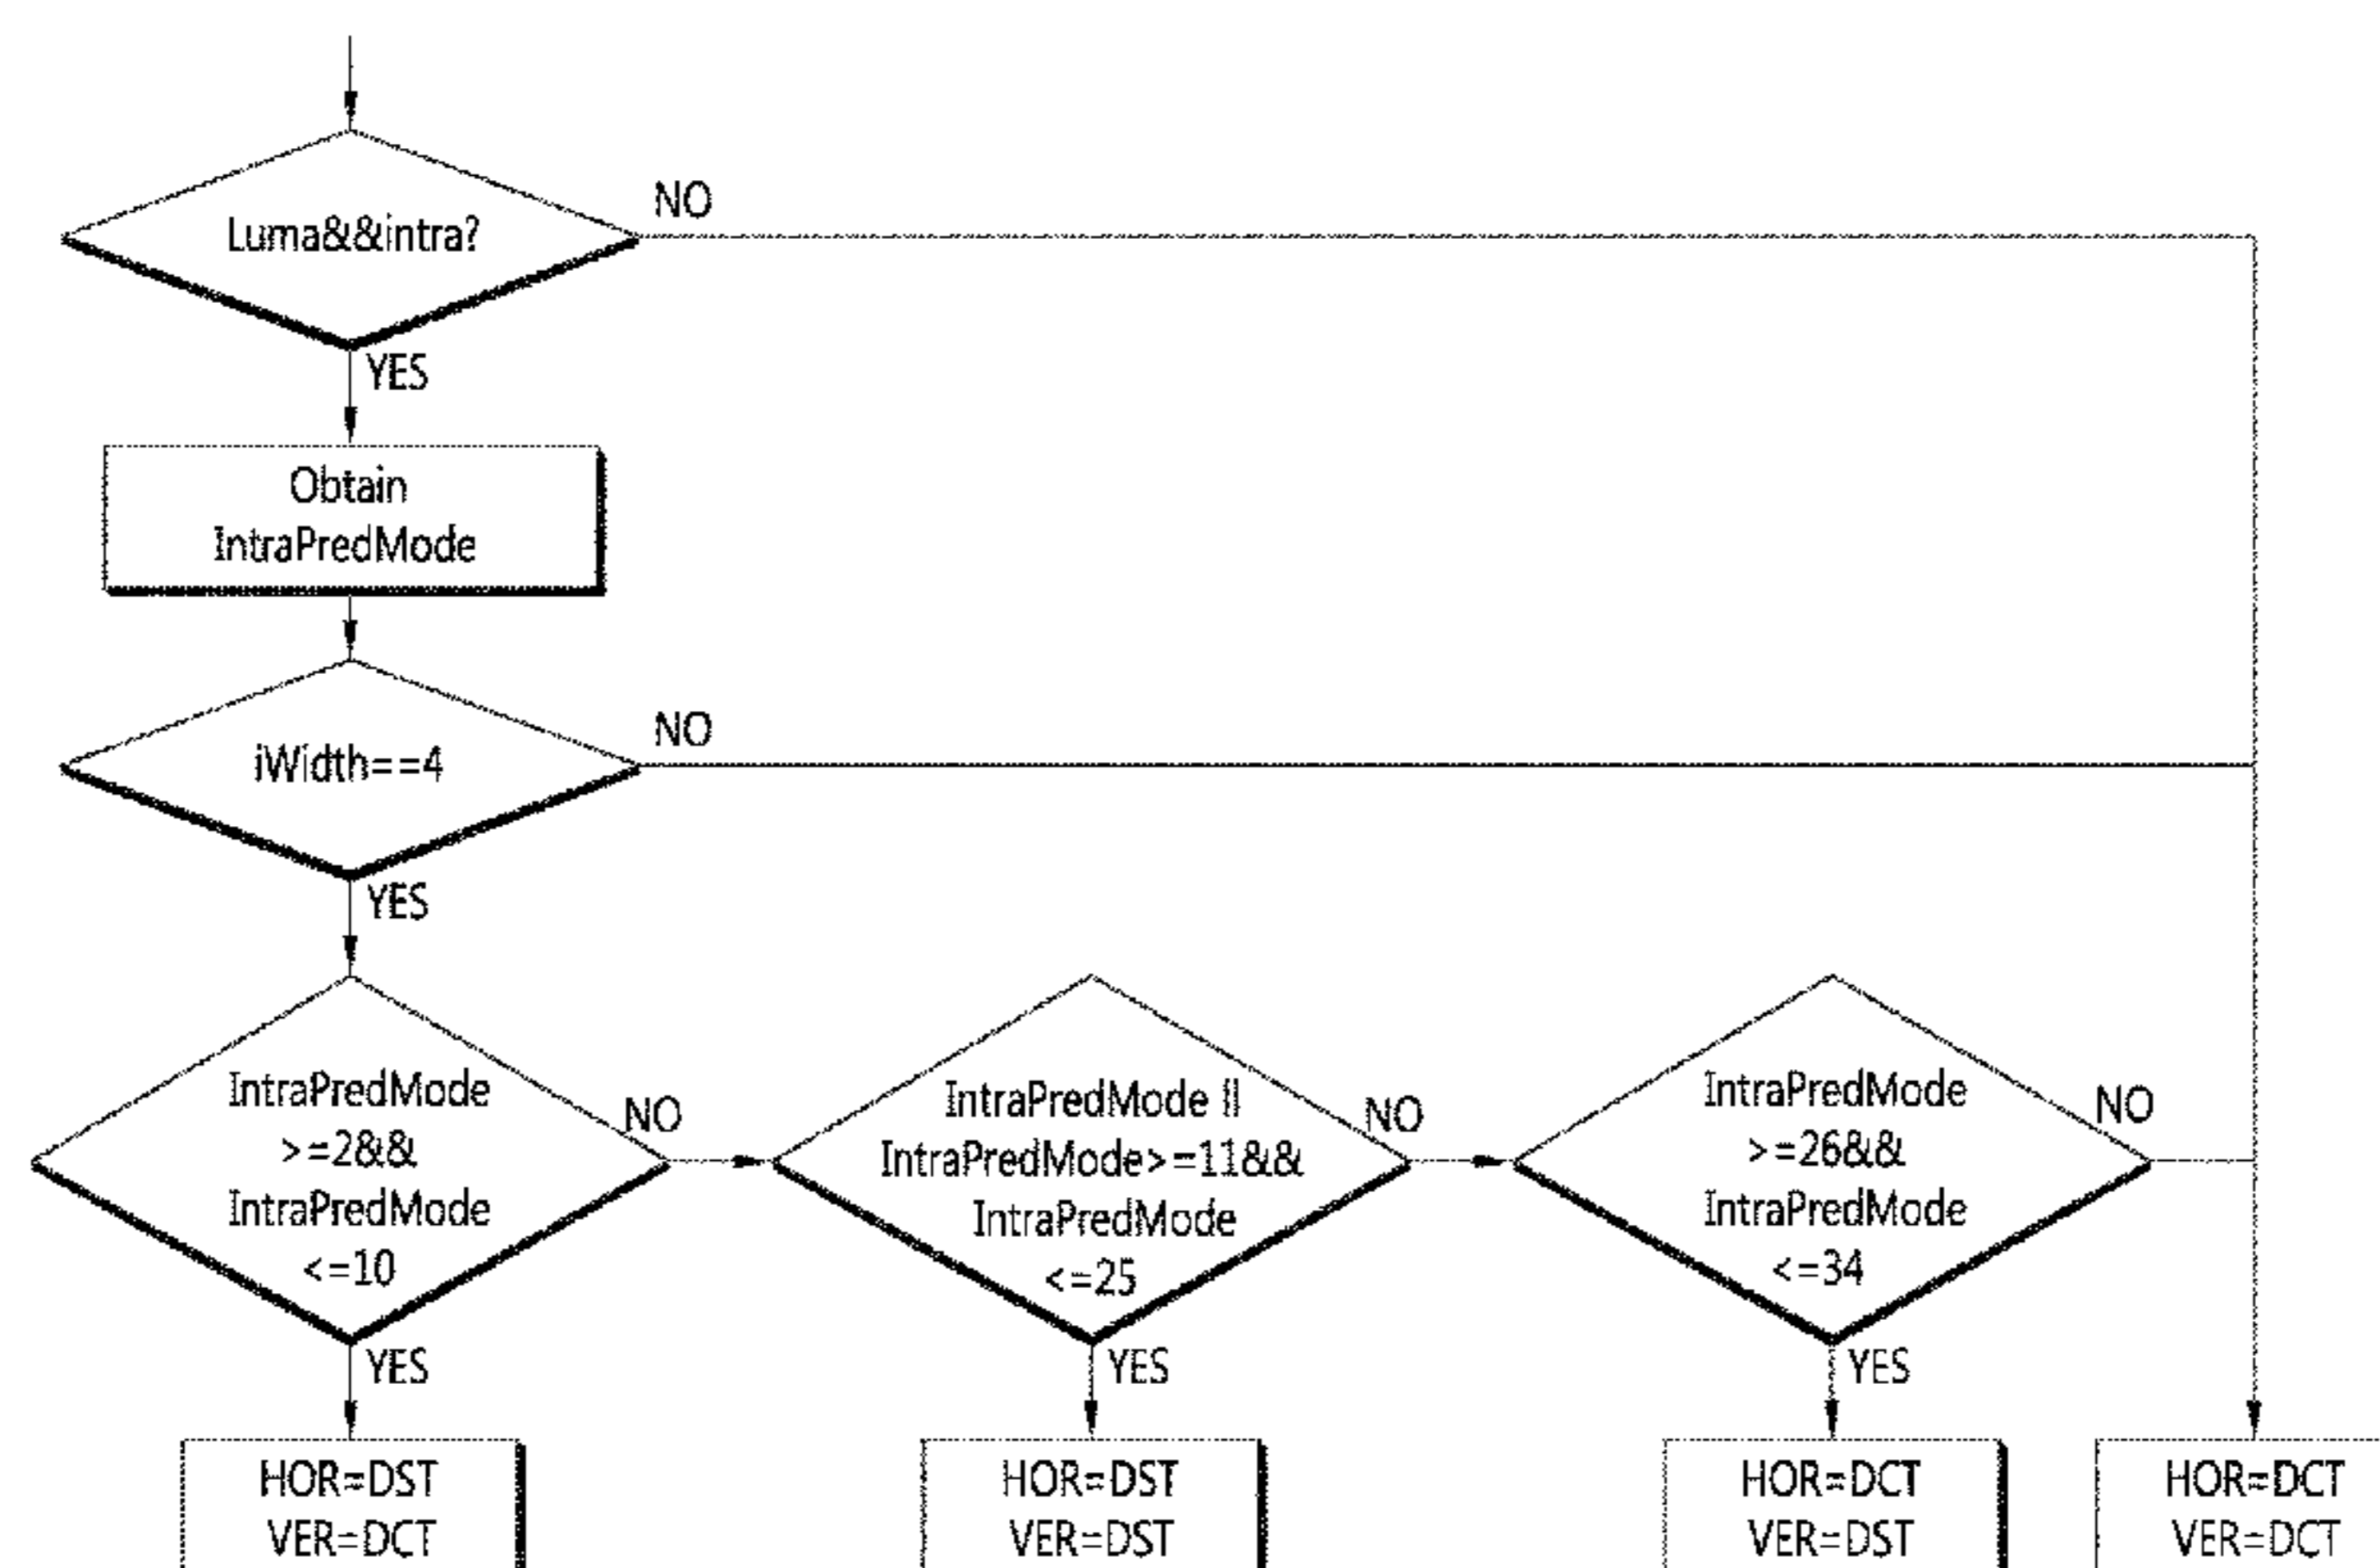 Luma&&intra?
NO
YES
Obtain
IntraPredMode
iWidth==4
NO
YES
IntraPredMode
>=2&&
IntraPredMode
<=10
NO
YES
IntraPredMode ||
IntraPredMode>=11&&
IntraPredMode
<=25
NO
YES
IntraPredMode
>=26&&
IntraPredMode
<=34
NO
YES
HOR=DST
VER=DCT
HOR=DST
VER=DST
HOR=DCT
VER=DST
HOR=DCT
VER=DCT